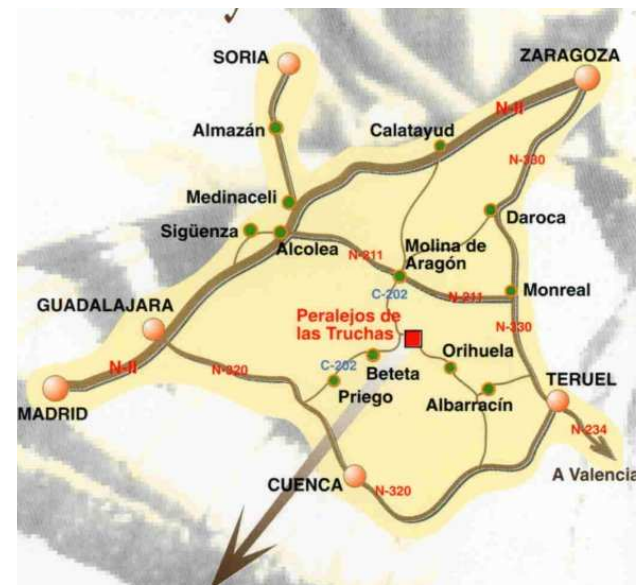 SORIA
ZARAGOZA
N-II
Almazán
Calatayud
N-330
Medinaceli
Daroca
Sigüenza
Alcolea
N-211
Molina de
Aragón
C-202
N-211
Monreal
GUADALAJARA
Peralejos de
las Truchas
N-330
N-II
N-320
C-202
Beteta
Orihuela
Priego
Albarracín
TERUEL
MADRID
N-234
A Valencia
CUENCA
N-320